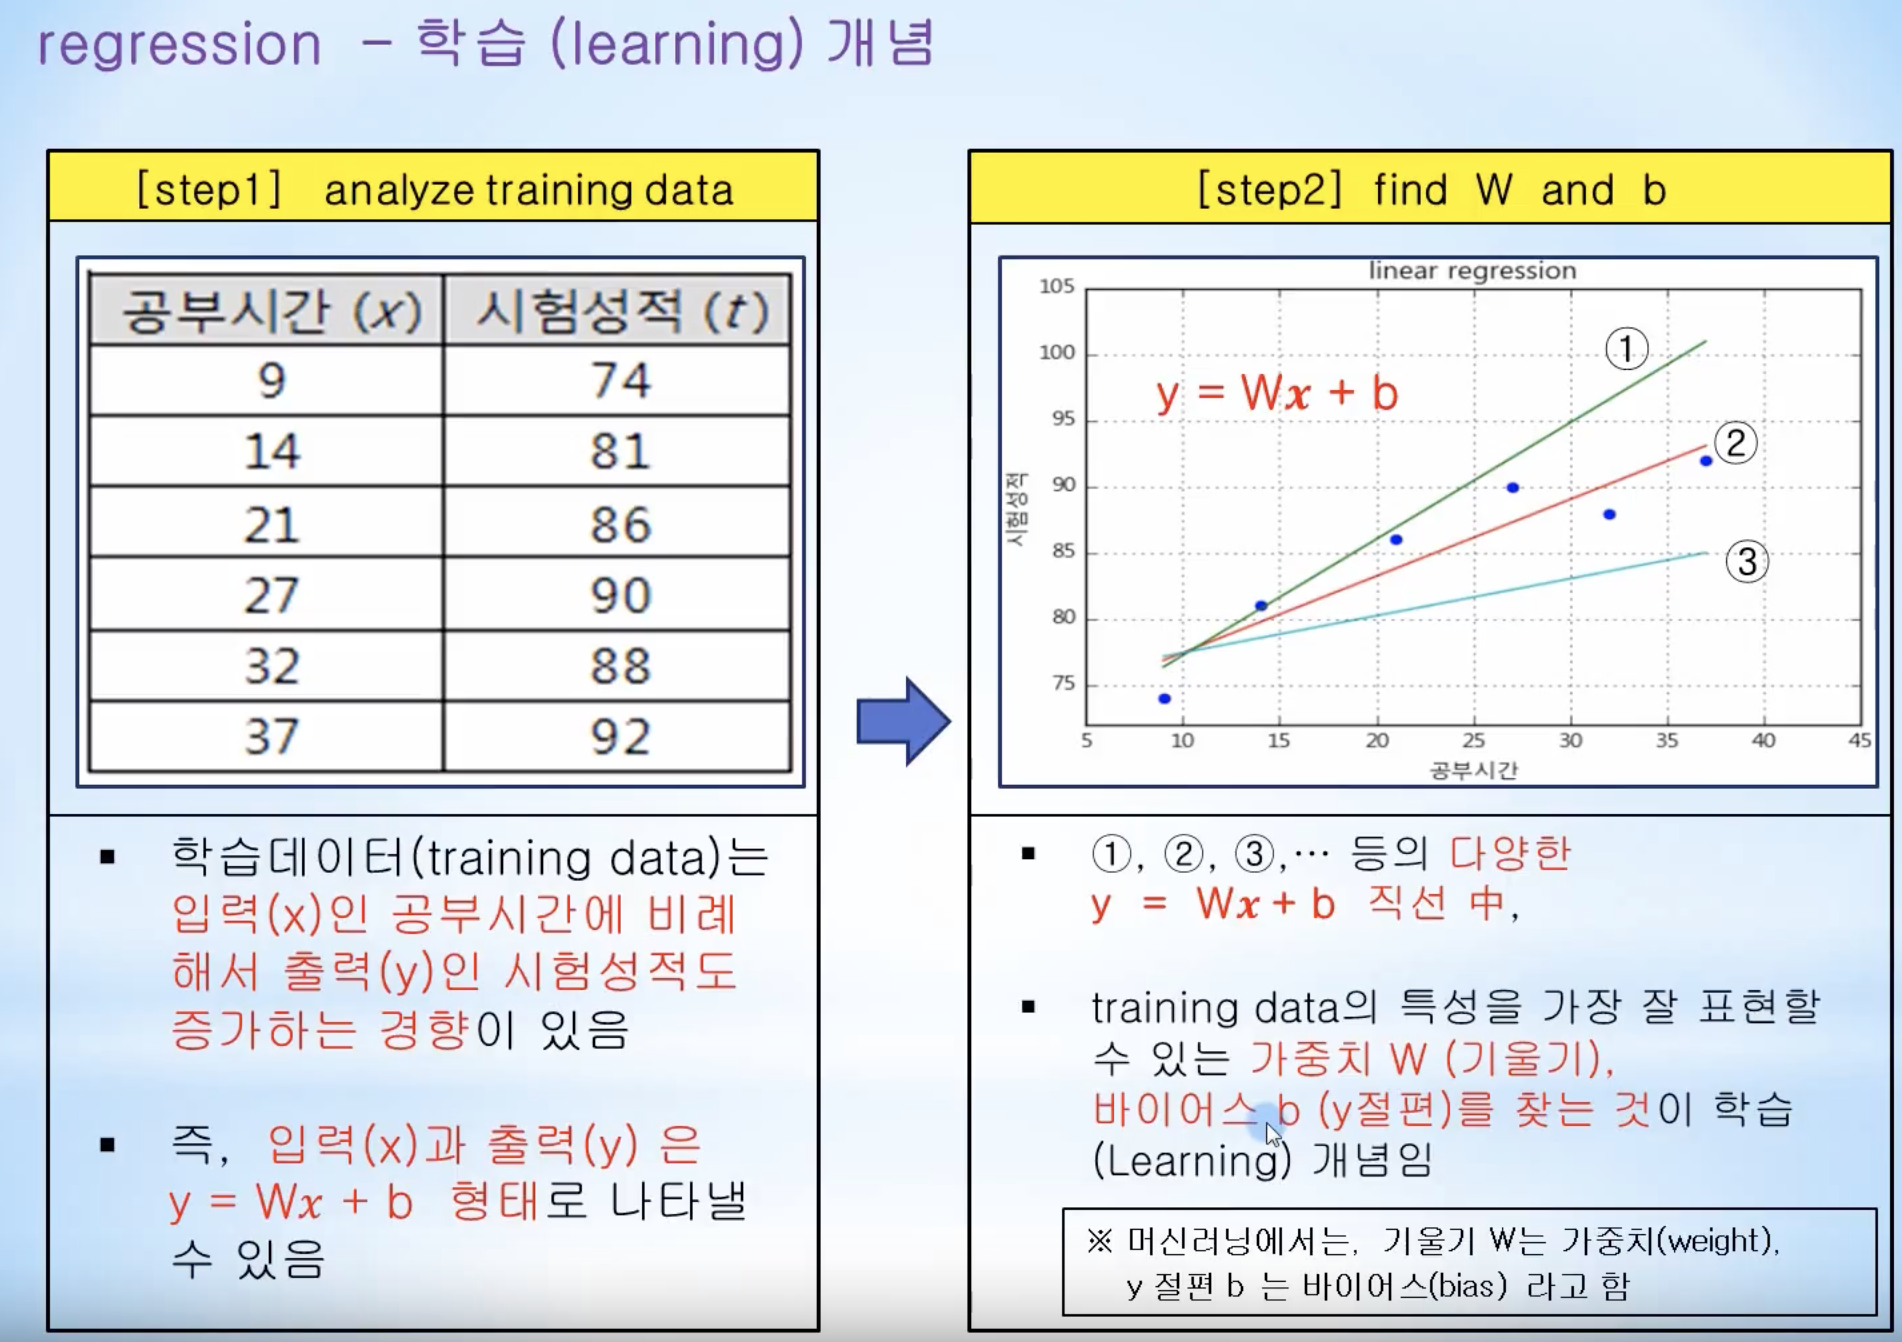 regression - 학습 (learning) 개념
[step1] analyze training data
공부시간 (x) 시험성적 (t)
9 74
14 81
21 86
27 90
32 88
37 92
▪ 학습데이터(training data)는
입력(x)인 공부시간에 비례
해서 출력(y)인 시험성적도
증가하는 경향이 있음
▪ 즉, 입력(x)과 출력(y) 은
y = Wx + b 형태로 나타낼
수 있음
[step2] find W and b
linear regression
105
100
95
90
85
80
75
시험성적
y = Wx + b
①
②
③
5 10 15 20 25 30 35 40 45
공부시간
▪ ①, ②, ③,⋯ 등의 다양한
y = Wx + b 직선 中,
▪ training data의 특성을 가장 잘 표현할
수 있는 가중치 W (기울기),
바이어스 b (y절편)를 찾는 것이 학습
(Learning) 개념임
※ 머신러닝에서는, 기울기 W는 가중치(weight),
y 절편 b 는 바이어스(bias) 라고 함